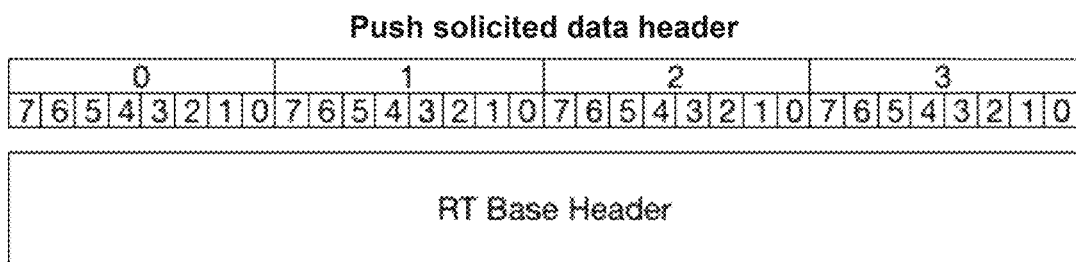 Push solicited data header
0 1 2 3
7 6 5 4 3 2 1 0 7 6 5 4 3 2 1 0 7 6 5 4 3 2 1 0 7 6 5 4 3 2 1 0
RT Base Header